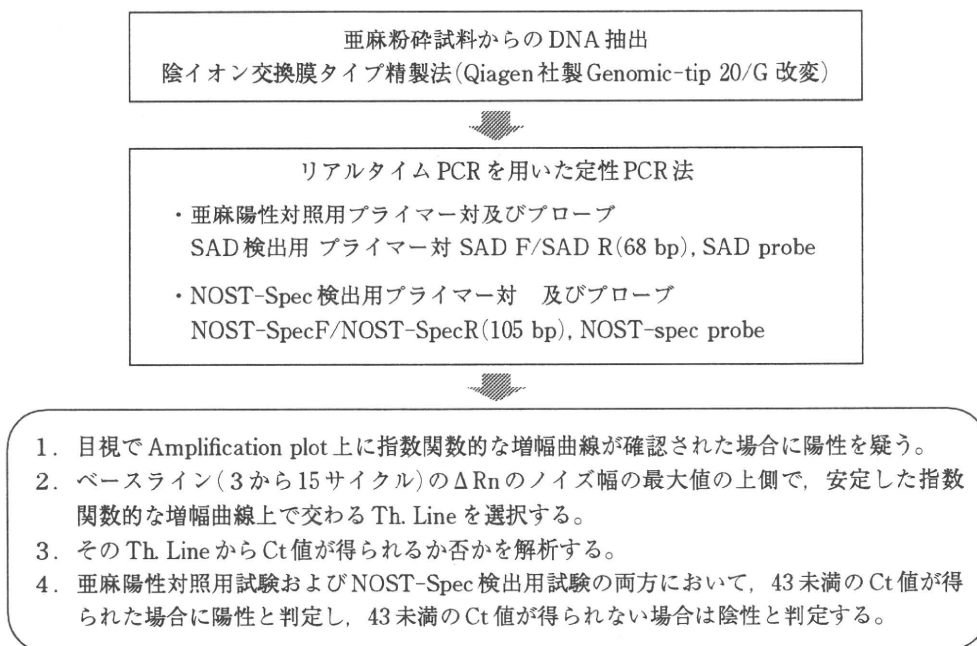 亜麻粉砕試料からのDNA抽出
陰イオン交換膜タイプ精製法(Qiagen社製Genomic-tip 20/G 改変)
リアルタイムPCRを用いた定性PCR法
・亜麻陽性対照用プライマー対及びプローブ
SAD検出用 プライマー対 SAD F/SAD R(68 bp), SAD probe
・NOST-Spec検出用プライマー対　及びプローブ
NOST-SpecF/NOST-SpecR(105 bp), NOST-spec probe
1. 目視でAmplification plot上に指数関数的な増幅曲線が確認された場合に陽性を疑う。
2. ベースライン(3から15サイクル)のΔRnのノイズ幅の最大値の上側で，安定した指数
関数的な増幅曲線上で交わるTh. Lineを選択する。
3. そのTh. LineからCt値が得られるか否かを解析する。
4. 亜麻陽性対照用試験およびNOST-Spec検出用試験の両方において，43未満のCt値が得
られた場合に陽性と判定し，43未満のCt値が得られない場合は陰性と判定する。